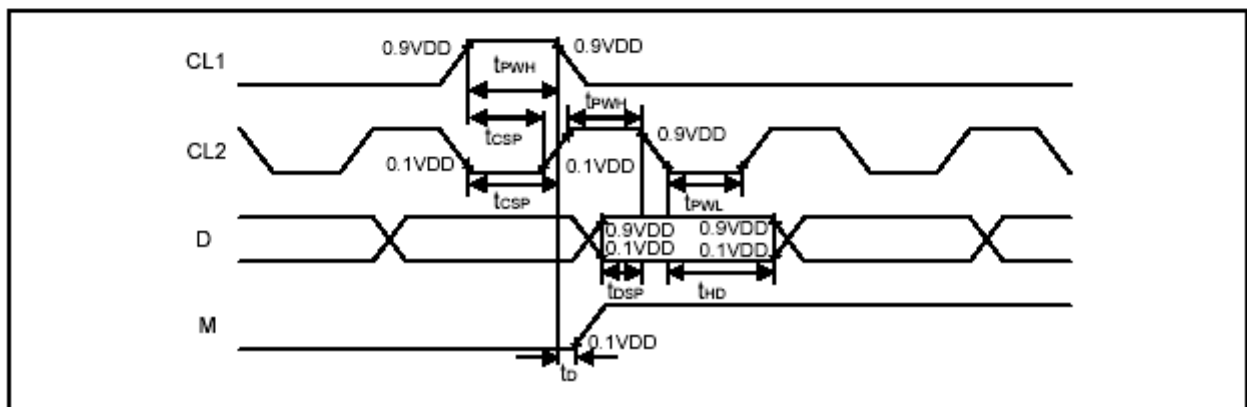 CL1
0.9VDD
0.9VDD
tPWH
tPWH
tCSP
CL2
0.9VDD
0.1VDD
0.1VDD
tCSP
tPWL
D
0.9VDD
0.9VDD
0.1VDD
0.1VDD
tDSP
tHD
M
0.1VDD
tD